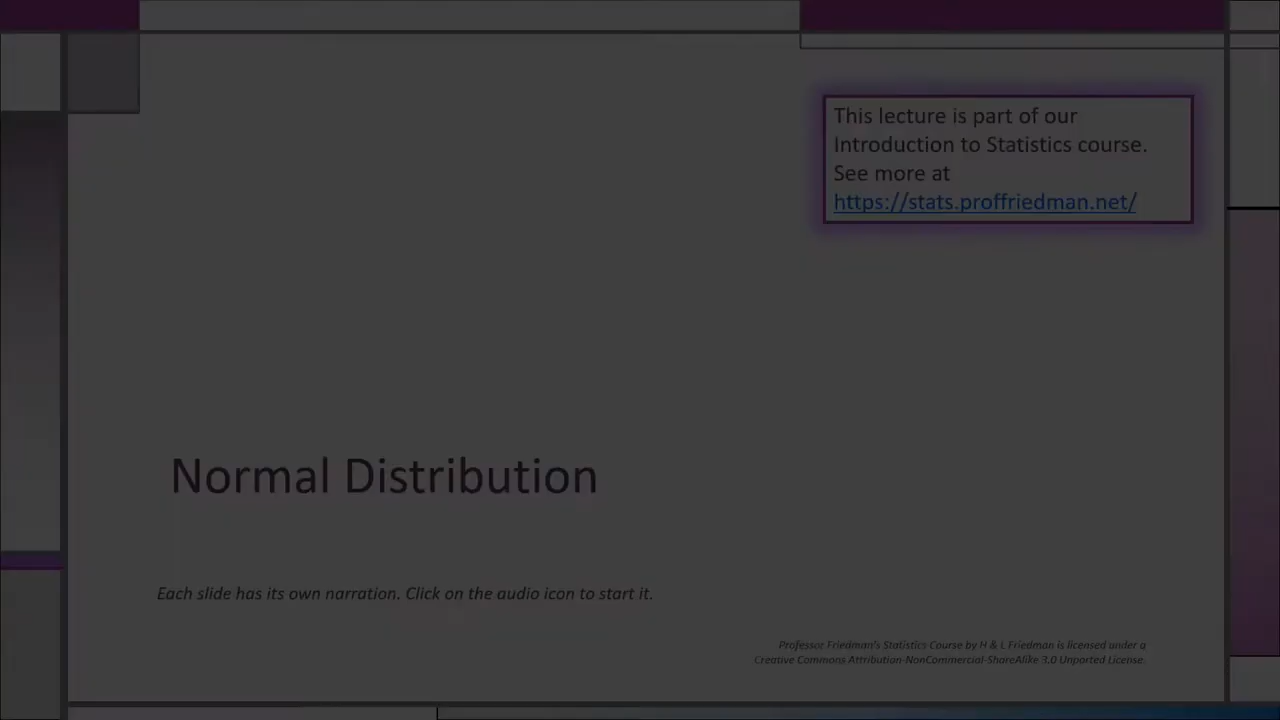 This lecture is part of our
Introduction to Statistics course.
See more at
https://stats.proffriedman.net/
Normal Distribution
Each slide has its own narration. Click on the audio icon to start it.
Professor Friedman's Statistics Course by H & L Friedman is licensed under a
Creative Commons Attribution-NonCommercial-ShareAlike 3.0 Unported License.